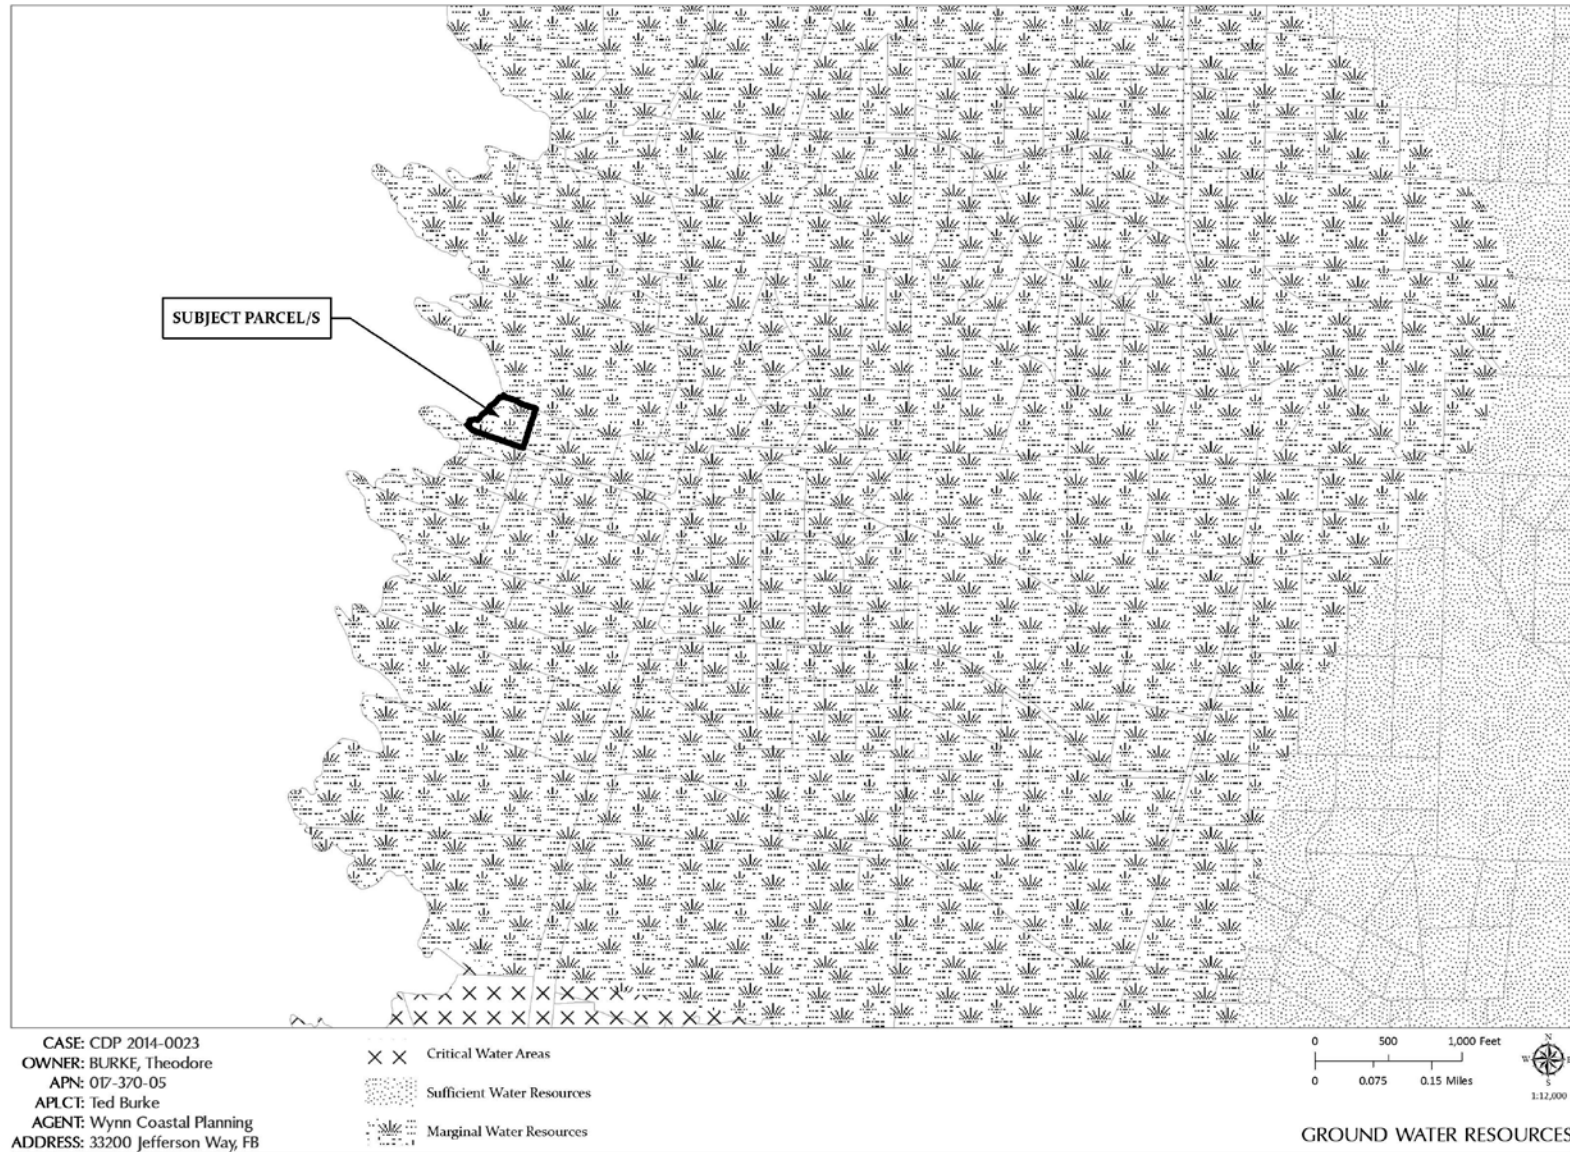 SUBJECT PARCEL/S
CASE: CDP 2014-0023
OWNER: BURKE, Theodore
APN: 017-370-05
APLCT: Ted Burke
AGENT: Wynn Coastal Planning
ADDRESS: 33200 Jefferson Way, FB
Critical Water Areas
Sufficient Water Resources
Marginal Water Resources
0 500 1,000 Feet
0 0.075 0.15 Miles
N
W E
S
1:12,000
GROUND WATER RESOURCES